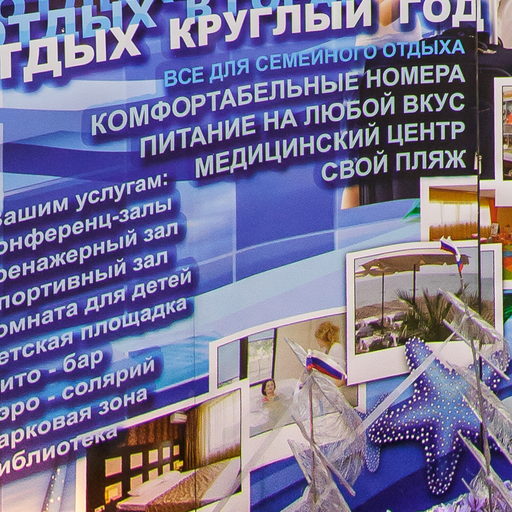 ОТДЫХ КРУГЛЫЙ ГОД
ВСЕ ДЛЯ СЕМЕЙНОГО ОТДЫХА
КОМФОРТАБЕЛЬНЫЕ НОМЕРА
ПИТАНИЕ НА ЛЮБОЙ ВКУС
МЕДИЦИНСКИЙ ЦЕНТР
СВОЙ ПЛЯЖ
вашим услугам:
онференц-залы
ренажерный зал
портивный зал
омната для детей
етская площадка
ито - бар
эро - солярий
арковая зона
иблиотека